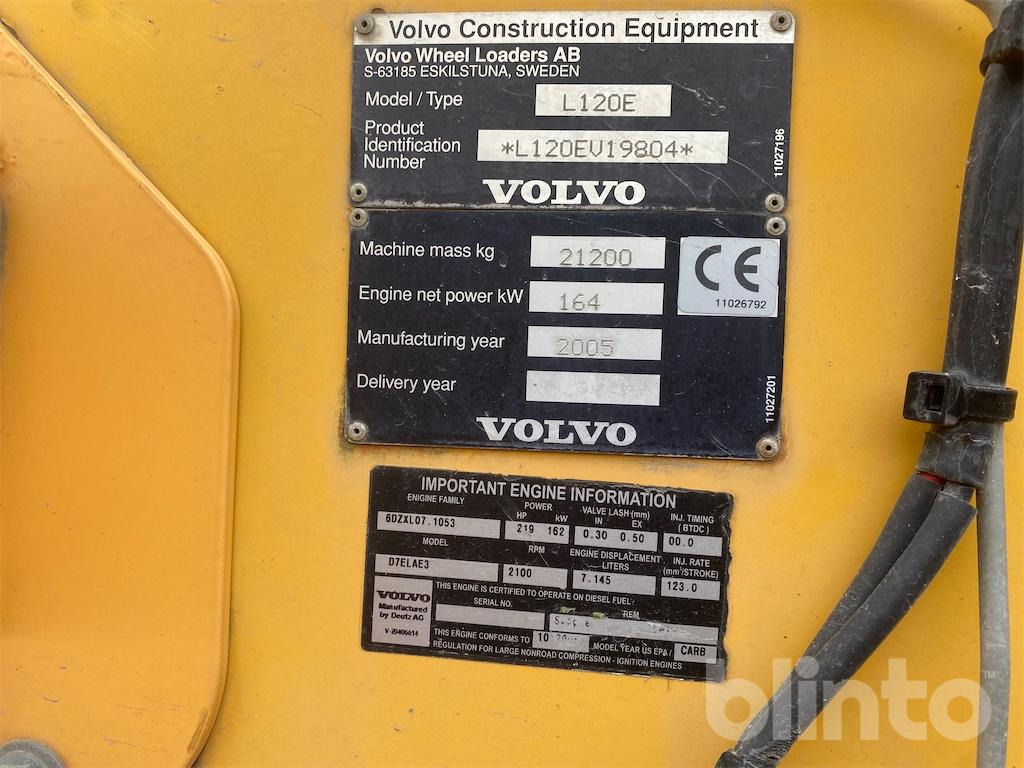 Volvo Construction Equipment
Volvo Wheel Loaders AB
S-63185 ESKILSTUNA, SWEDEN
Model / Type L120E
Product Identification Number *L120EV19804*
11027196
VOLVO
Machine mass kg 21200
CE
11026792
Engine net power kW 164
Manufacturing year 2005
Delivery year
11027201
VOLVO
IMPORTANT ENGINE INFORMATION
ENIGINE FAMILY POWER VALVE LASH (mm) INJ. TIMING
HP kW IN EX (BTDC)
6DZXL07.1053 219 162 0.30 0.50 00.0
MODEL RPM ENGINE DISPLACEMENT LITERS INJ. RATE (mm³/STROKE)
D7ELAE3 2100 7.145 123.0
THIS ENGINE IS CERTIFIED TO OPERATE ON DIESEL FUEL
SERIAL NO. REM
VOLVO
Manufactured
by Deutz AG
V-20406614
THIS ENGINE CONFORMS TO MODEL YEAR US EPA / CARB
REGULATION FOR LARGE NONROAD COMPRESSION - IGNITION ENGINES
blinto™